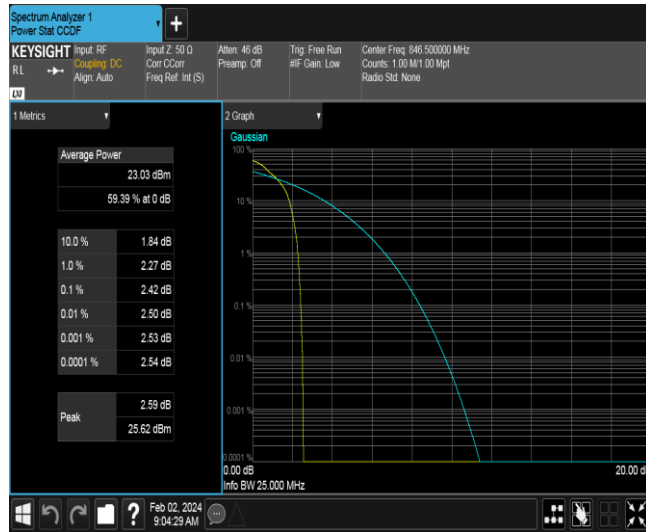 Spectrum Analyzer 1
Power Stat CCDF
+
KEYSIGHT
RL
LXI
Input: RF
Coupling: DC
Align: Auto
Input Z: 50 Ω
Corr CCorr
Freq Ref: Int (S)
Atten: 46 dB
Preamp: Off
Trig: Free Run
#IF Gain: Low
Center Freq: 846.500000 MHz
Counts: 1.00 M/1.00 Mpt
Radio Std: None
1 Metrics
Average Power
23.03 dBm
59.39 % at 0 dB
10.0 % 1.84 dB
1.0 % 2.27 dB
0.1 % 2.42 dB
0.01 % 2.50 dB
0.001 % 2.53 dB
0.0001 % 2.54 dB
Peak
2.59 dB
25.62 dBm
2 Graph
Gaussian
100 %
10 %
1 %
0.1 %
0.01 %
0.001 %
0.0001 %
0.00 dB 20.00 d
Info BW 25.000 MHz
?
Feb 02, 2024
9:04:29 AM